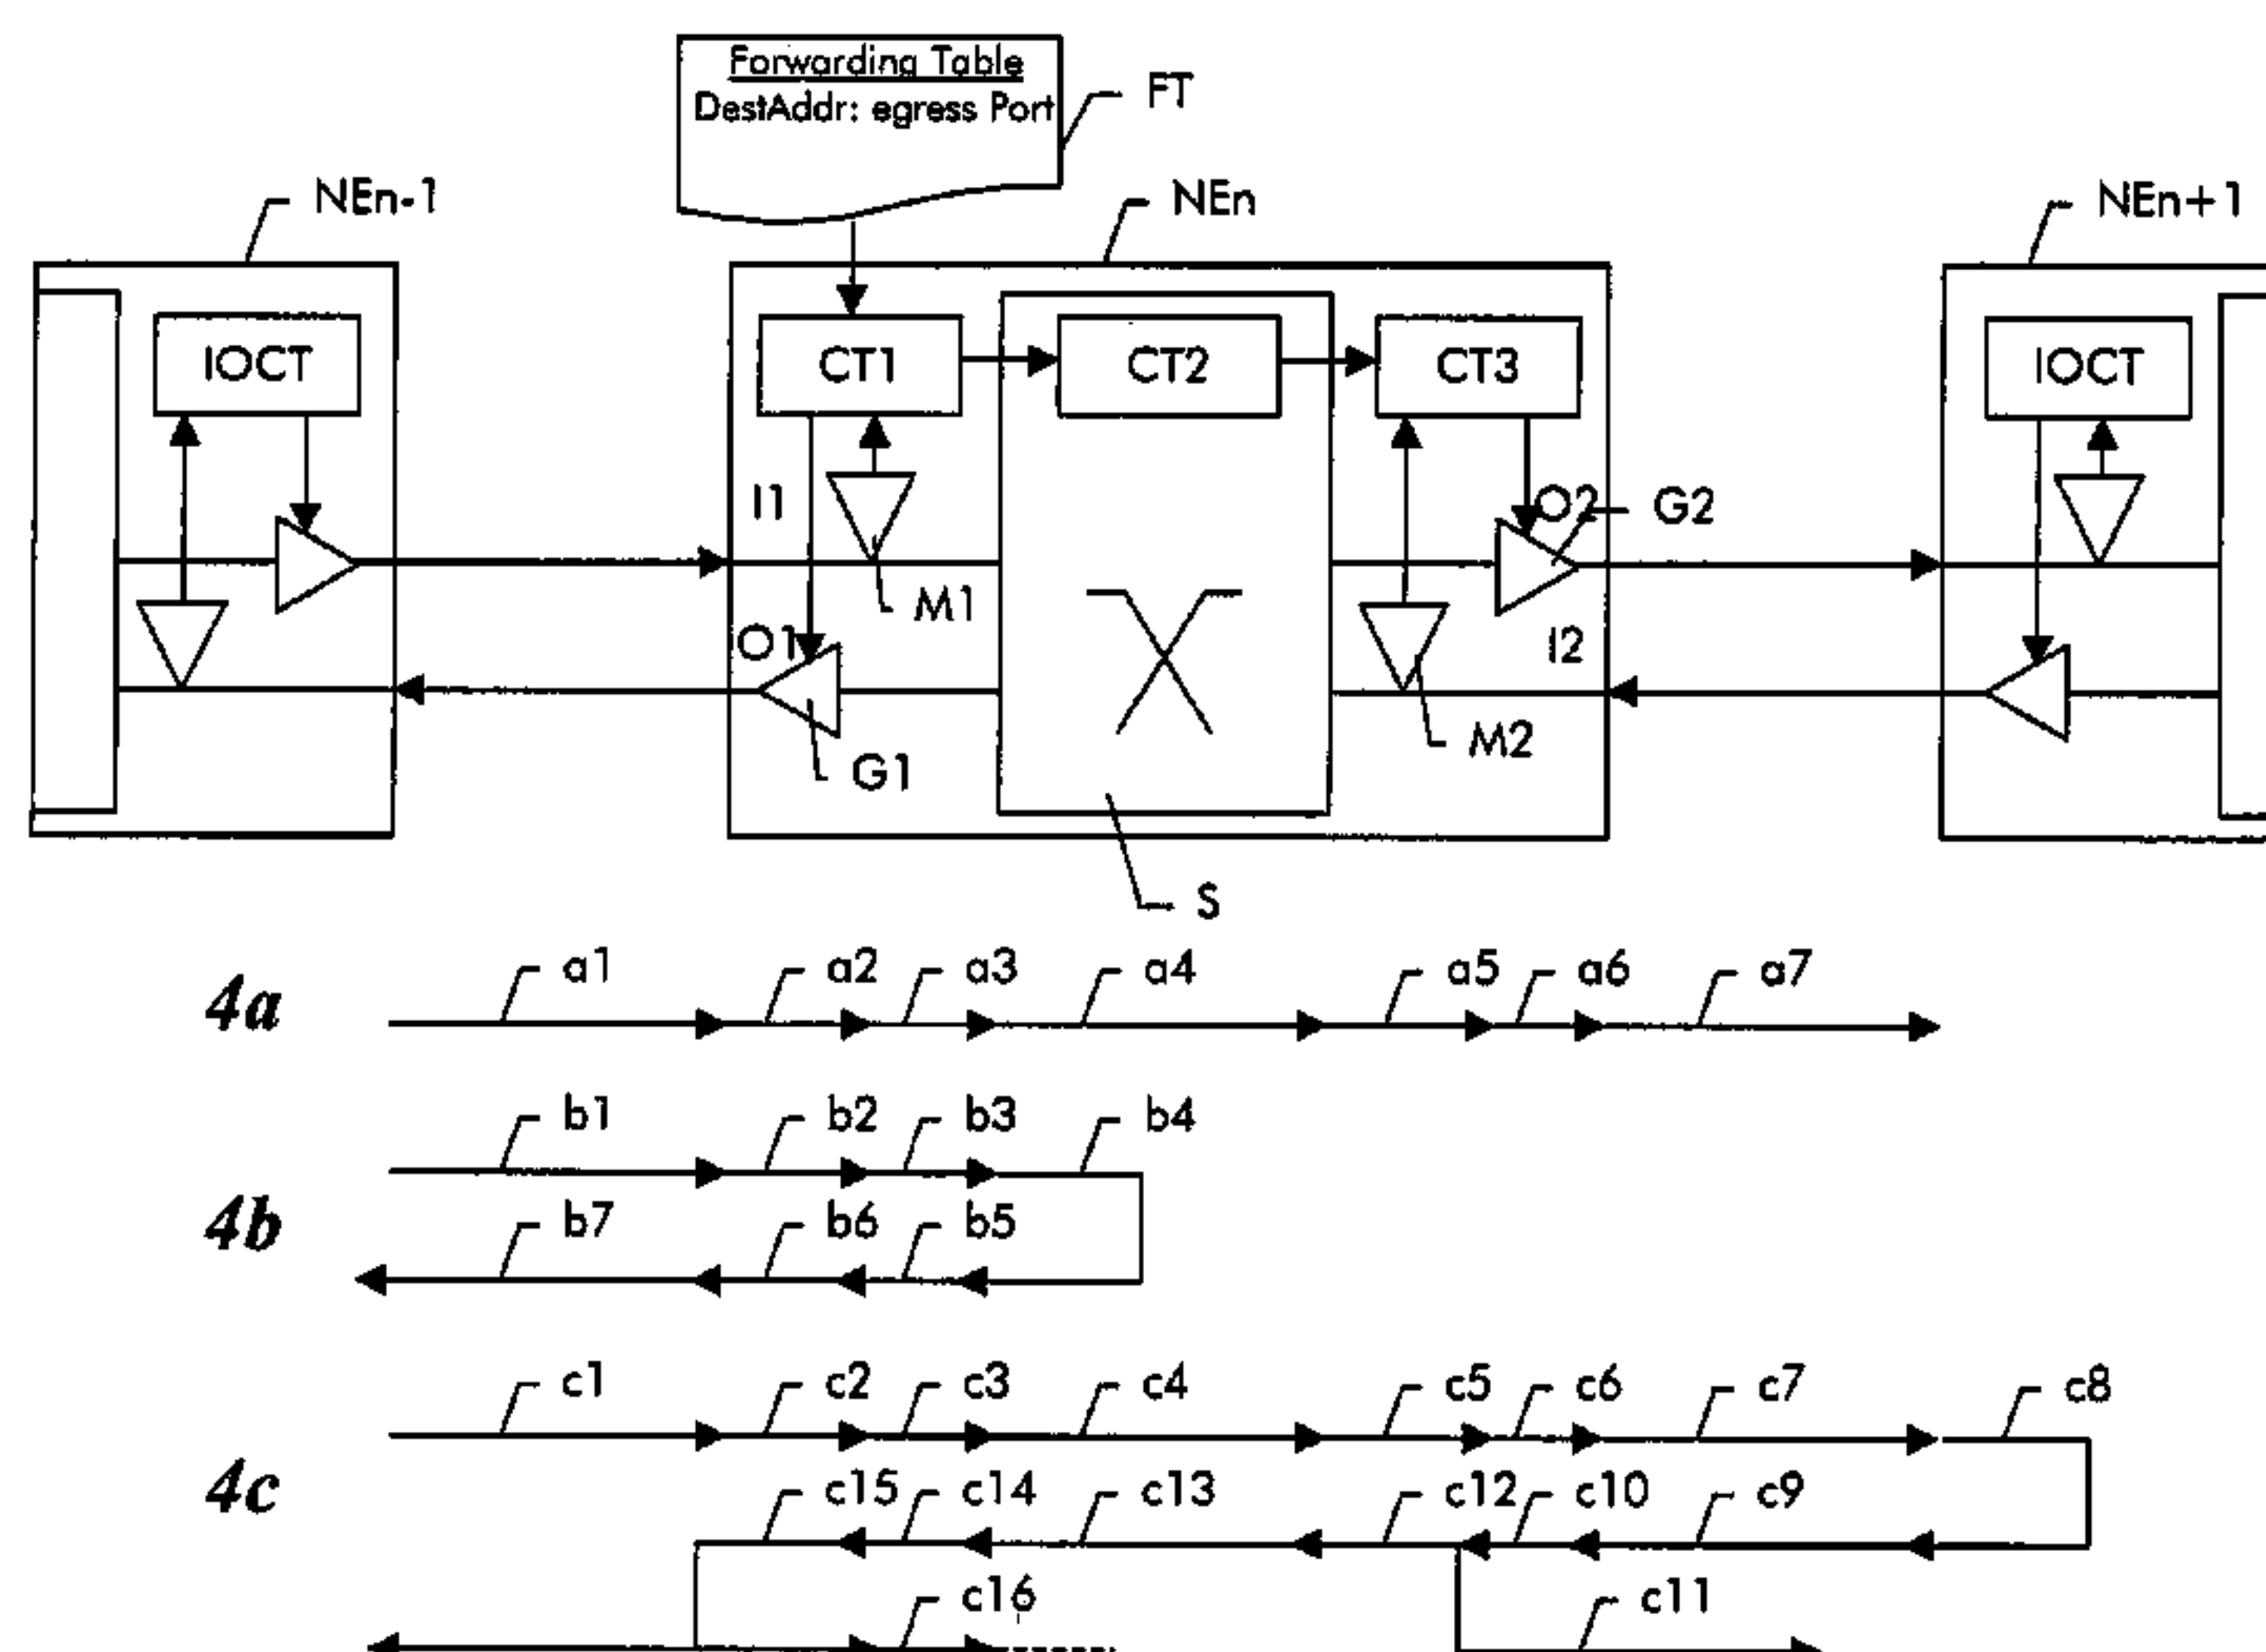 Forwarding Table
DestAddr: egress Port
FT
NEn-1
NEn
NEn+1
IOCT
CT1
CT2
CT3
IOCT
I1
O2
G2
M1
O1
I2
M2
G1
S
4a
a1
a2
a3
a4
a5
a6
a7
b1
b2
b3
b4
4b
b7
b6
b5
c1
c2
c3
c4
c5
c6
c7
c8
4c
c15
c14
c13
c12
c10
c9
c16
c11